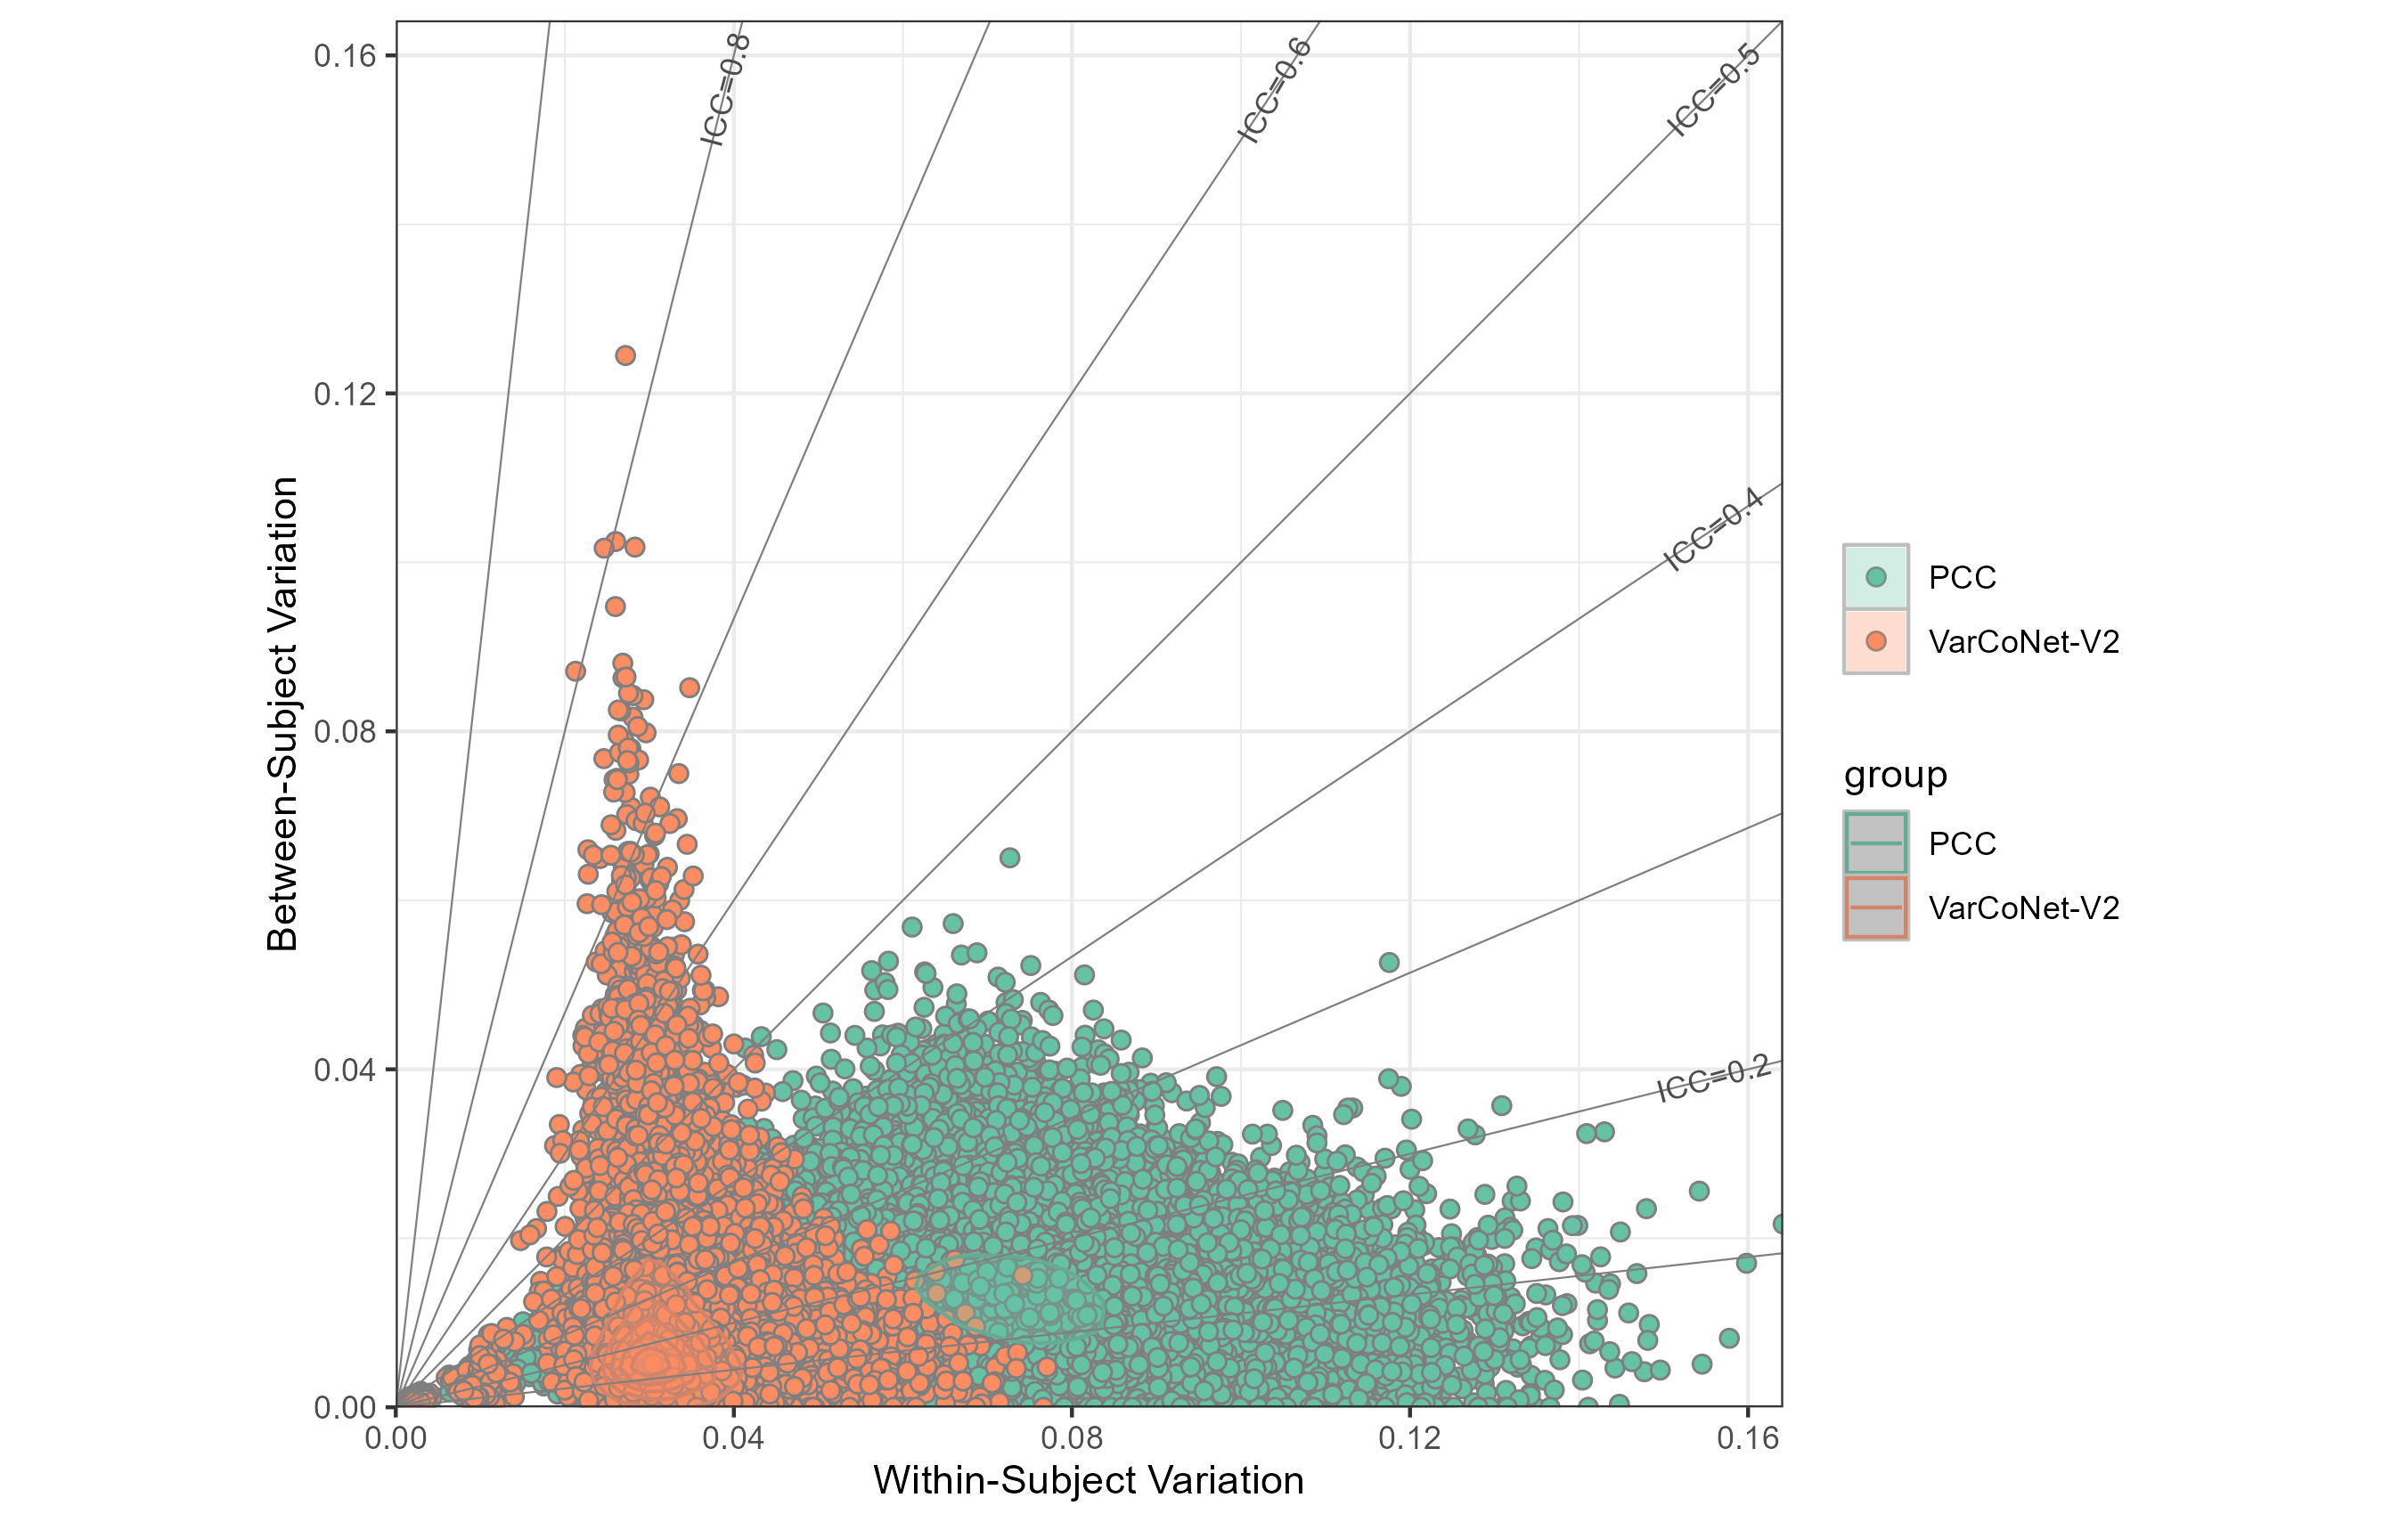 0.16
0.12
0.08
0.04
0.00
Between-Subject Variation
0.00
0.04
0.08
0.12
0.16
Within-Subject Variation
ICC=0.8
ICC=0.6
ICC=0.5
ICC=0.4
ICC=0.2
PCC
VarCoNet-V2
group
PCC
VarCoNet-V2